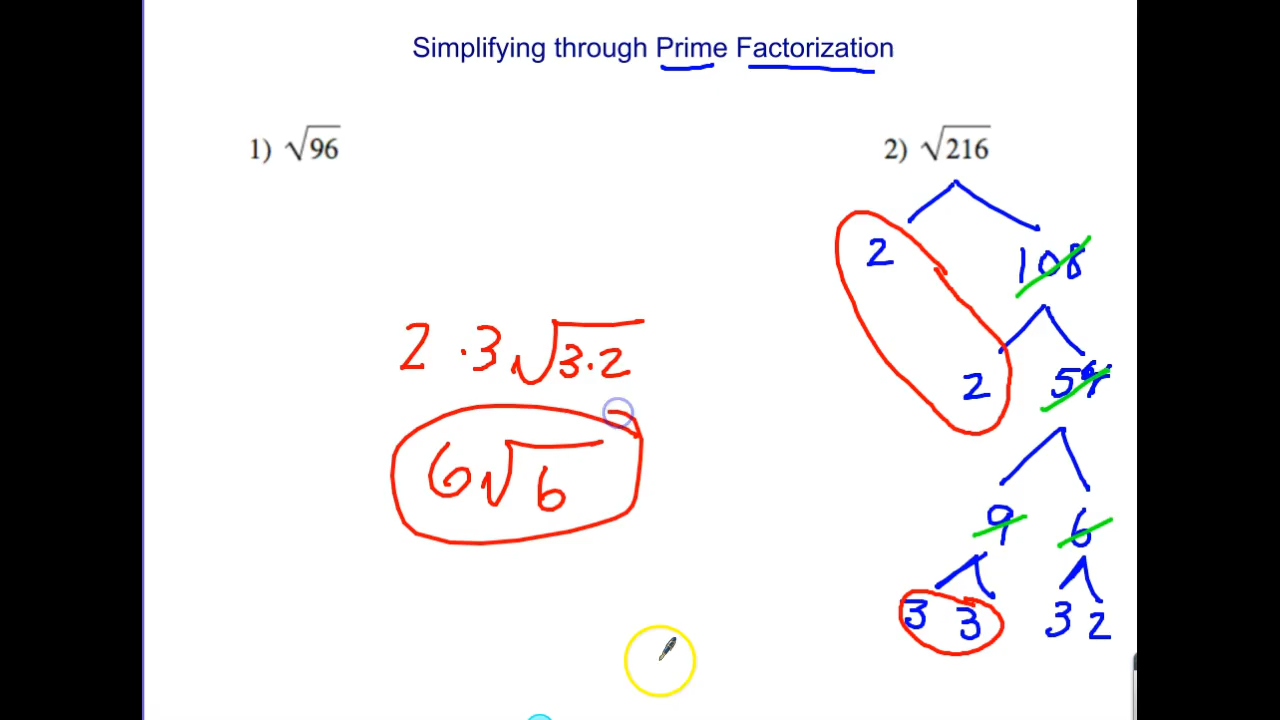 Simplifying through Prime Factorization
1) √96
2) √216
2 108
2 54
2 · 3√3·2
6√6
9 6
3 3 3 2